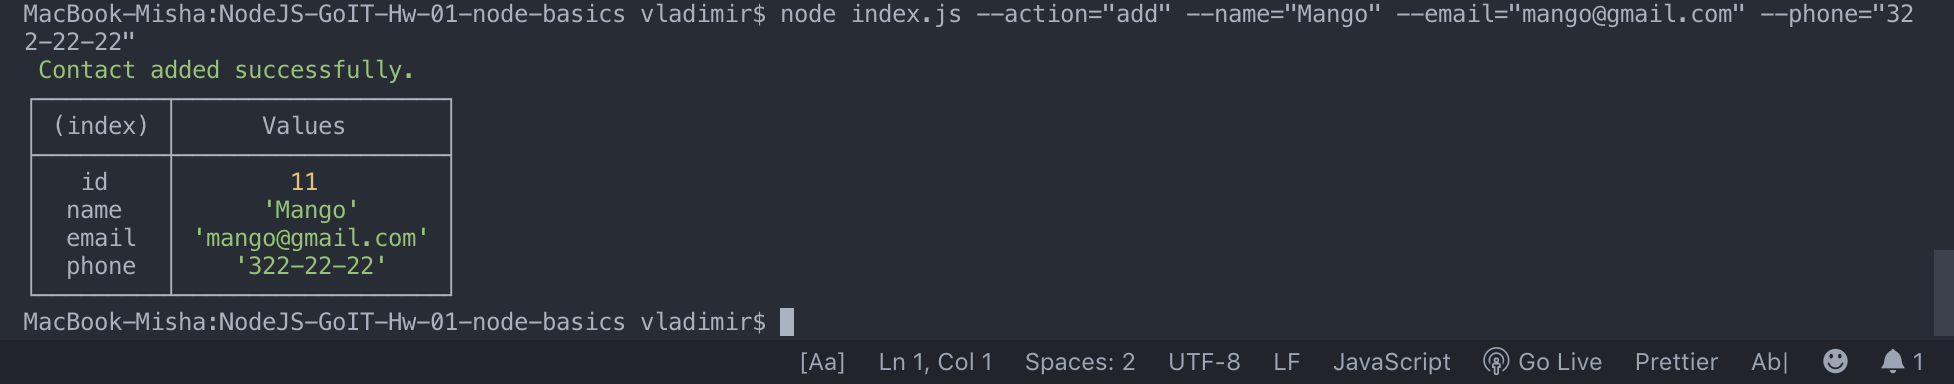 MacBook-Misha:NodeJS-GoIT-Hw-01-node-basics vladimir$ node index.js --action="add" --name="Mango" --email="mango@gmail.com" --phone="32
2-22-22"
Contact added successfully.
(index) Values
id 11
name 'Mango'
email 'mango@gmail.com'
phone '322-22-22'
MacBook-Misha:NodeJS-GoIT-Hw-01-node-basics vladimir$
[Aa] Ln 1, Col 1 Spaces: 2 UTF-8 LF JavaScript Go Live Prettier Ab| 1